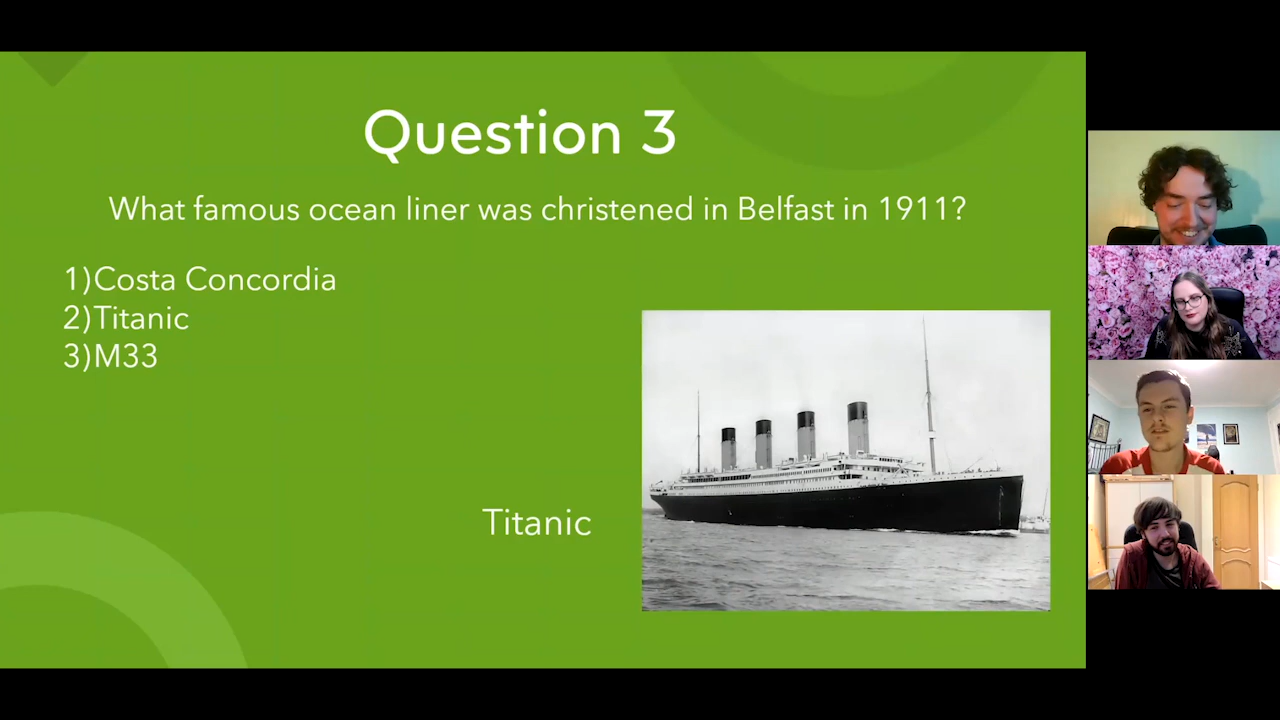 Question 3
What famous ocean liner was christened in Belfast in 1911?
1)Costa Concordia
2)Titanic
3)M33
Titanic